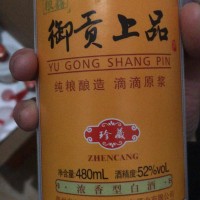 御贡上品
YU GONG SHANG PIN
纯粮酿造 滴滴原浆
珍藏
ZHENCANG
净含量:480mL 酒精度:52%voL
浓香型白酒